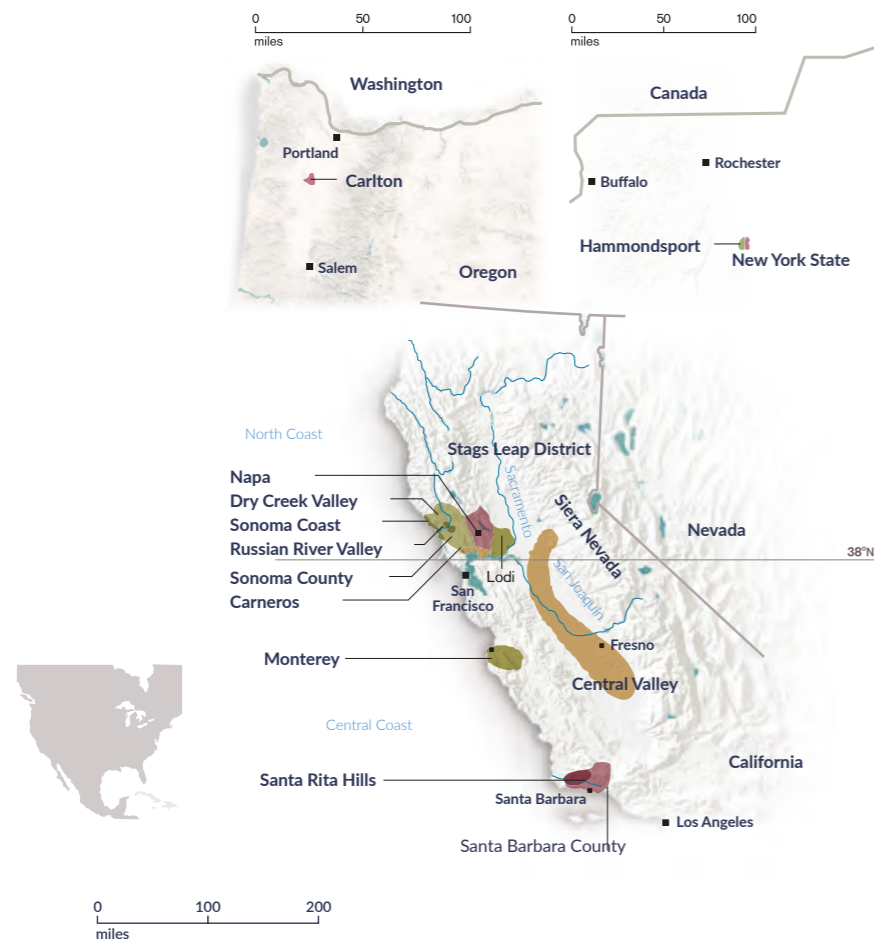 0 50 100
miles
0 50 100
miles
Washington
Portland
Carlton
Salem
Oregon
Canada
Rochester
Buffalo
Hammondsport
New York State
North Coast
Stags Leap District
Napa
Dry Creek Valley
Sonoma Coast
Russian River Valley
Sonoma County
Carneros
Sacramento
Siera Nevada
Nevada
38°N
Lodi
San
Francisco
San Joaquin
Fresno
Monterey
Central Valley
Central Coast
California
Santa Rita Hills
Santa Barbara
Los Angeles
Santa Barbara County
0 100 200
miles